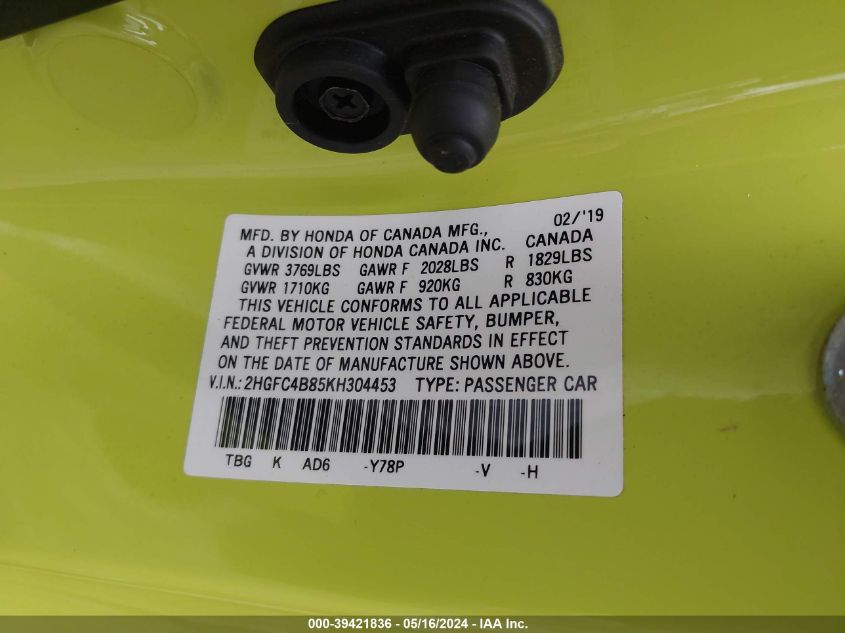 02/'19
MFD. BY HONDA OF CANADA MFG.,
A DIVISION OF HONDA CANADA INC. CANADA
GVWR 3769LBS GAWR F 2028LBS R 1829LBS
GVWR 1710KG GAWR F 920KG R 830KG
THIS VEHICLE CONFORMS TO ALL APPLICABLE
FEDERAL MOTOR VEHICLE SAFETY, BUMPER,
AND THEFT PREVENTION STANDARDS IN EFFECT
ON THE DATE OF MANUFACTURE SHOWN ABOVE.
V.I.N.: 2HGFC4B85KH304453 TYPE: PASSENGER CAR
TBG K AD6 -Y78P -V -H
000-39421836 - 05/16/2024 - IAA Inc.